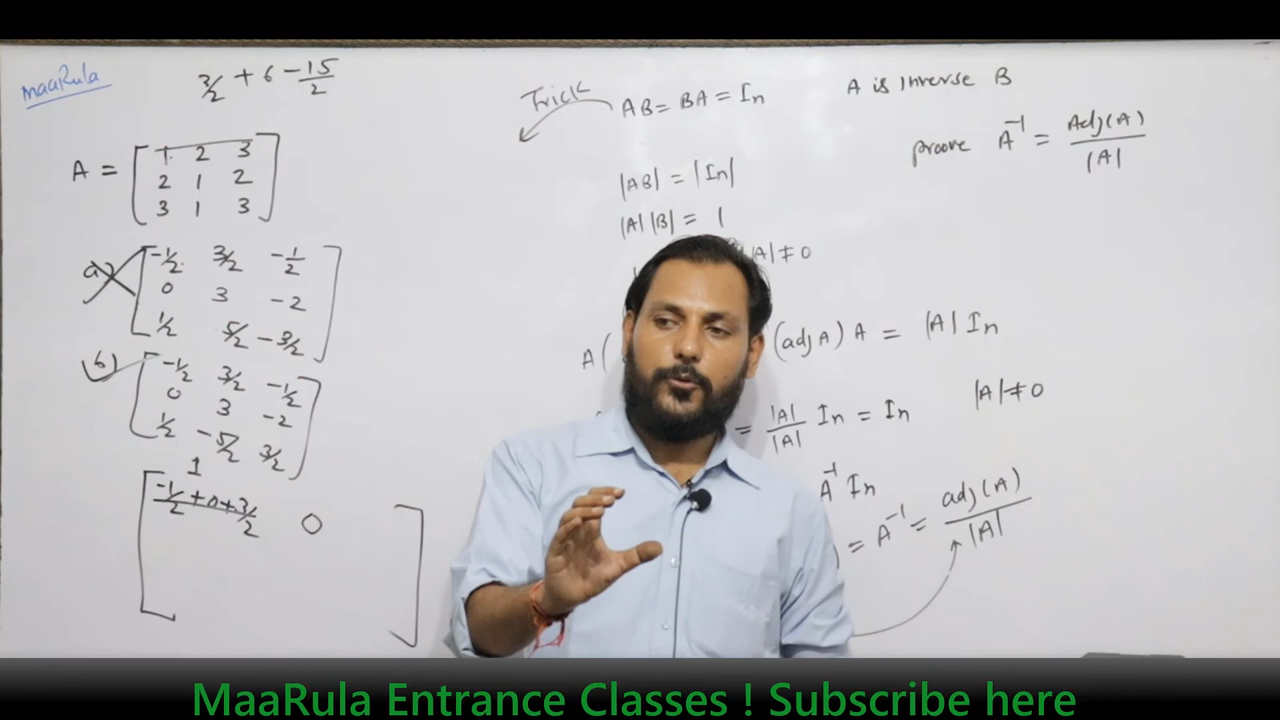 maaRula
3/2 + 6 - 15/2
A = [1 2 3
2 1 2
3 1 3]
a) [-1/2 3/2 -1/2
0 3 -2
1/2 5/2 -3/2]
b) [-1/2 3/2 -1/2
0 3 -2
1/2 -5/2 3/2]
1
[-1/2 + 0 + 3/2 0 ]
Trick
AB = BA = In
|AB| = |In|
|A| |B| = 1
|A| ≠ 0
A( (adj A) A = |A| In
= |A|/|A| In = In |A| ≠ 0
A⁻¹ In
) = A⁻¹ = adj(A)/|A|
A is inverse B
proove A⁻¹ = Adj(A)/|A|
MaaRula Entrance Classes ! Subscribe here